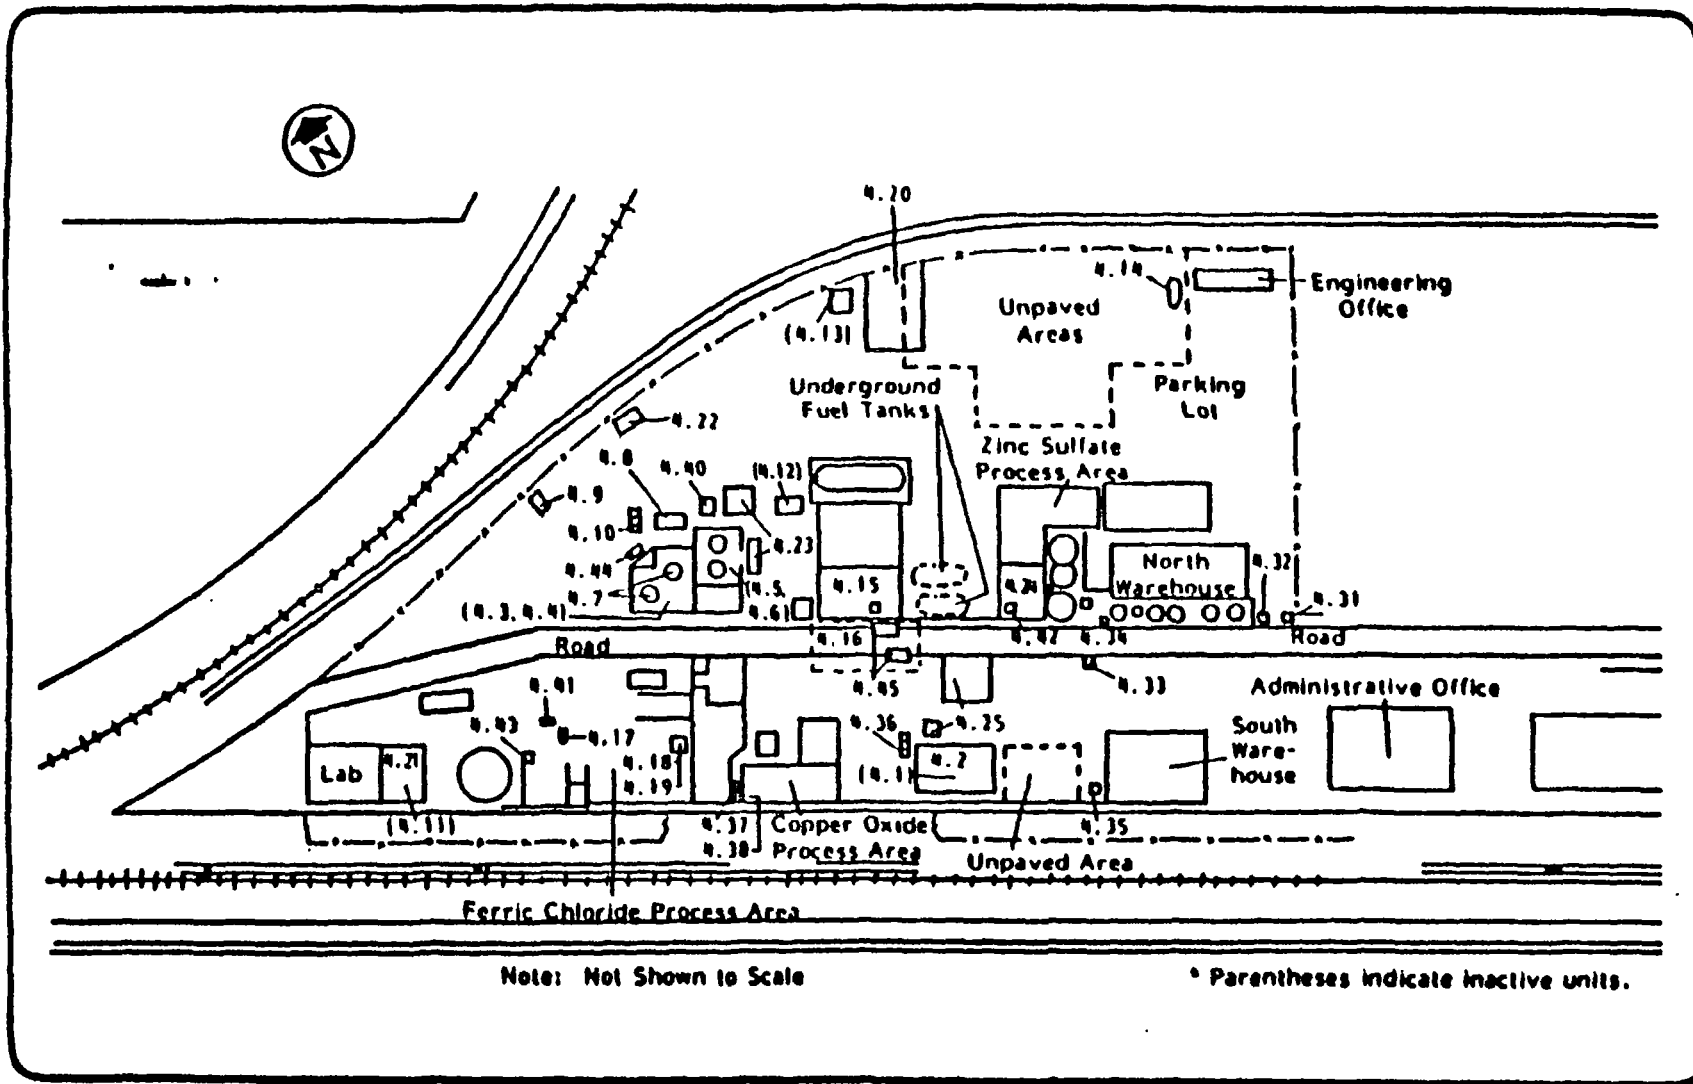 N
4.20
4.14
Engineering
Office
Unpaved
Areas
(4.13)
Underground
Fuel Tanks
Parking
Lot
4.22
Zinc Sulfate
Process Area
4.8
4.40
(4.12)
4.9
4.10
4.23
4.44
4.7
(4.3, 4.4)
(4.5,
4.6)
4.15
4.24
North
Warehouse
4.32
4.31
Road
4.16
4.42
4.34
Road
4.41
4.45
4.33
Administrative Office
4.43
4.17
4.36
4.25
South
Ware-
house
Lab
4.21
4.18
4.19
4.2
(4.1)
(4.11)
4.37
4.38
Copper Oxide
Process Area
4.35
Unpaved Area
Ferric Chloride Process Area
Note: Not Shown to Scale
* Parentheses indicate inactive units.